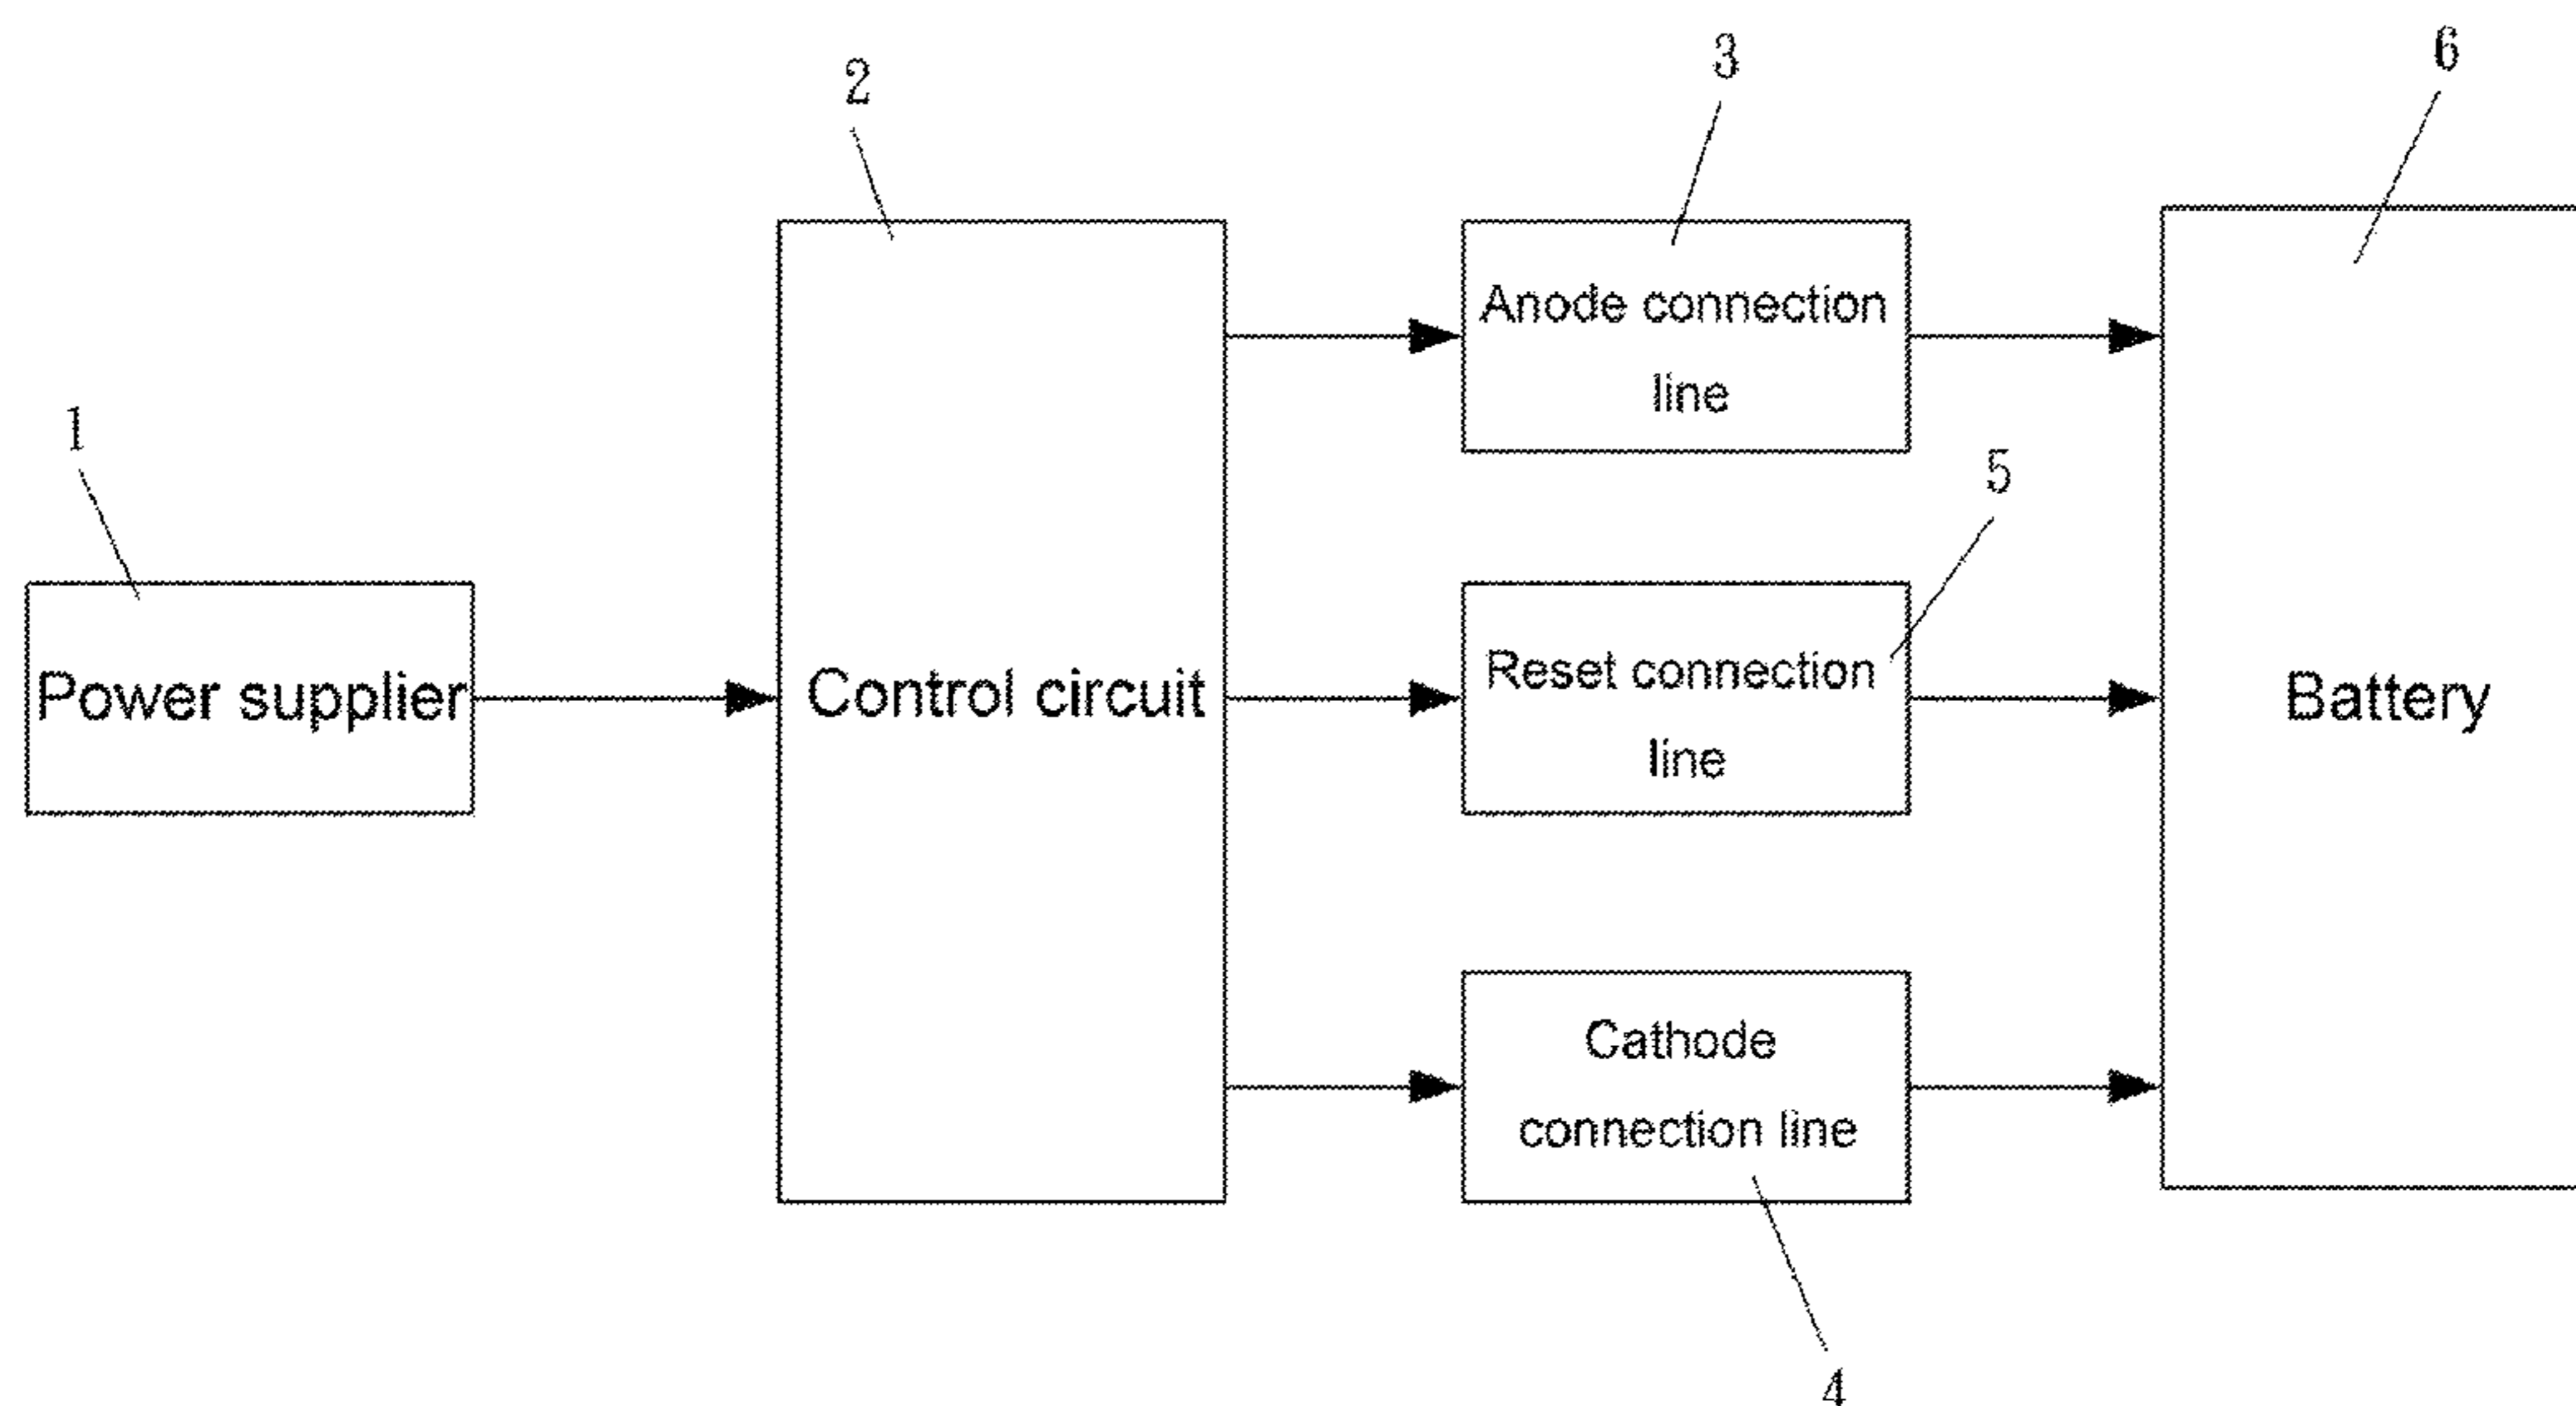 2
3
6
1
5
Power supplier
Control circuit
Anode connection
line
Reset connection
line
Cathode
connection line
Battery
4